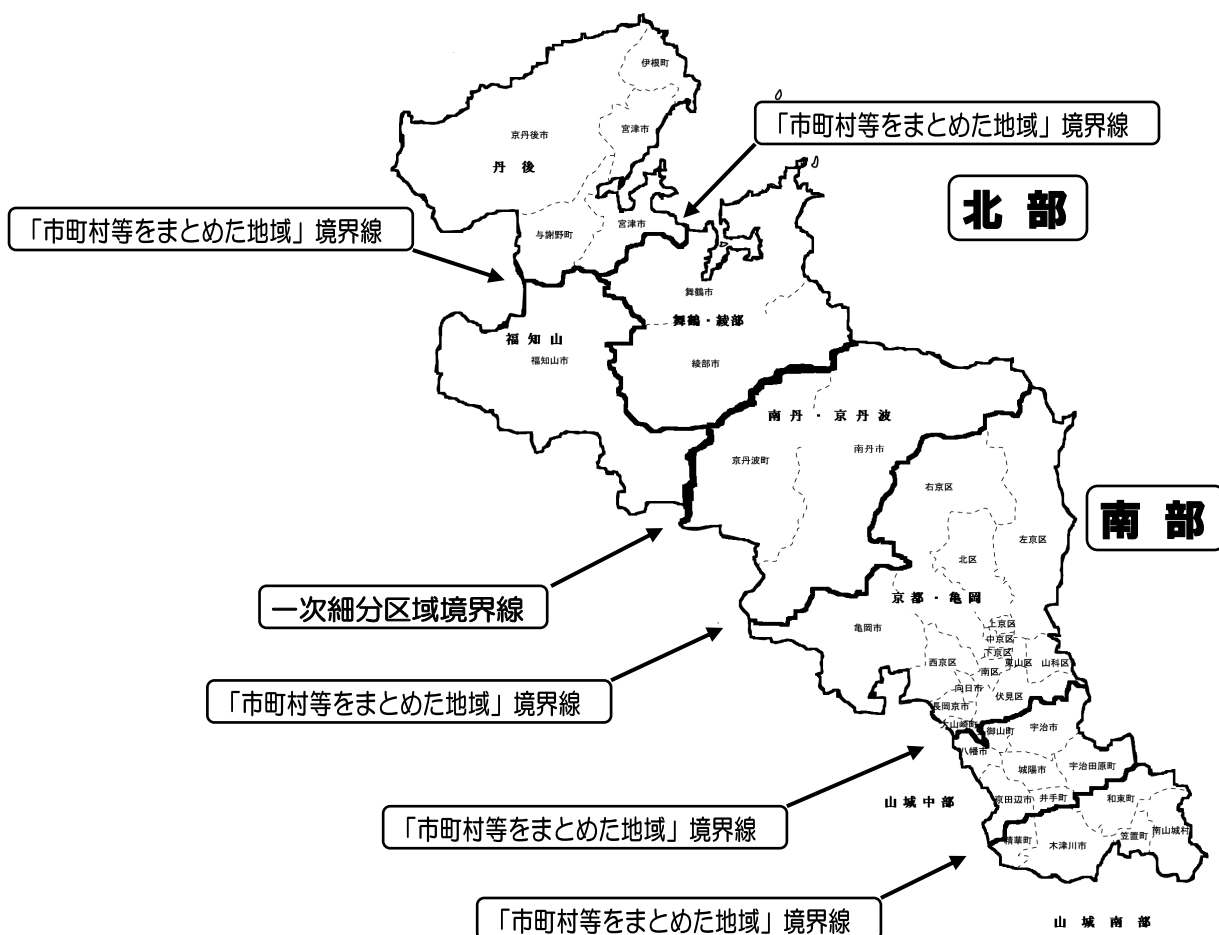 伊根町
「市町村等をまとめた地域」境界線
宮津市
京丹後市
丹後
北部
「市町村等をまとめた地域」境界線
与謝野町
宮津市
舞鶴市
舞鶴・綾部
福知山
福知山市
綾部市
南丹・京丹波
南丹市
京丹波町
右京区
南部
左京区
北区
一次細分区域境界線
京都・亀岡
亀岡市
上京区
中京区
下京区
西京区
東山区
山科区
南区
「市町村等をまとめた地域」境界線
向日市
伏見区
長岡京市
大山崎町
御山町
宇治市
八幡市
城陽市
宇治田原町
山城中部
京田辺市
井手町
和東町
「市町村等をまとめた地域」境界線
精華町
木津川市
笠置町
南山城村
「市町村等をまとめた地域」境界線
山城南部